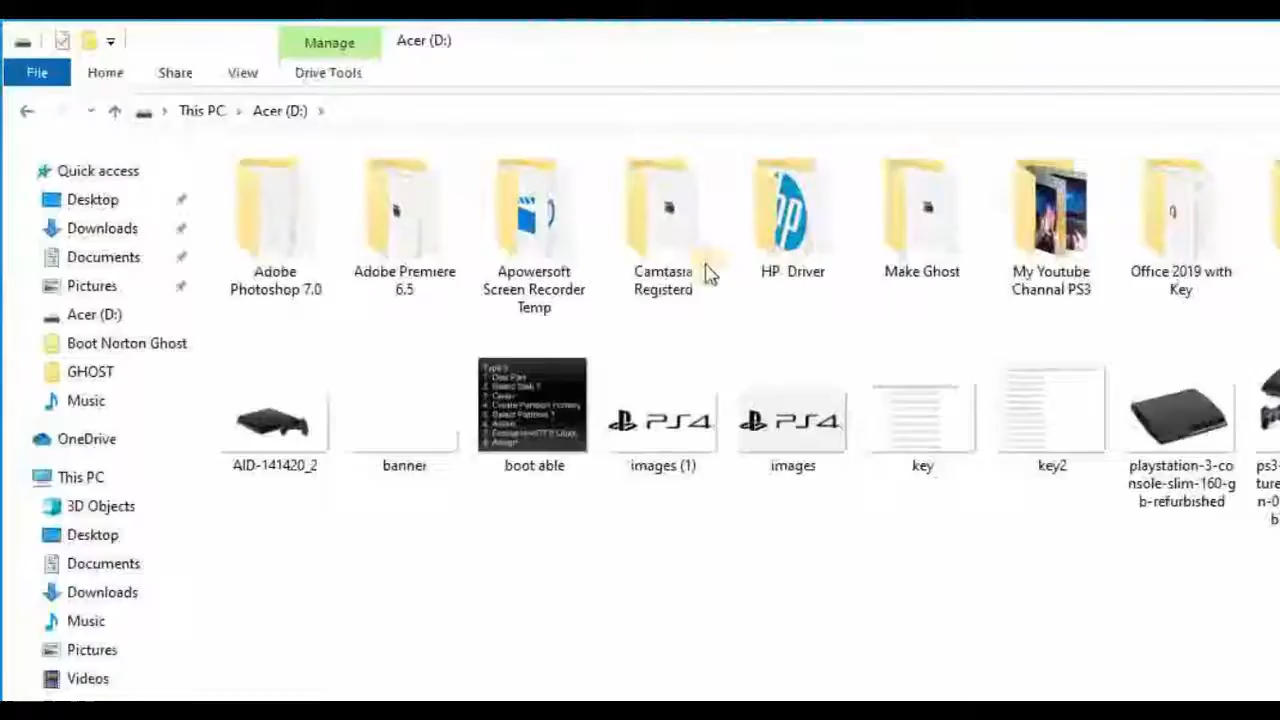 Manage
Acer (D:)
File
Home
Share
View
Drive Tools
This PC
Acer (D:)
Quick access
Desktop
Downloads
Documents
Pictures
Acer (D:)
Boot Norton Ghost
GHOST
Music
OneDrive
This PC
3D Objects
Desktop
Documents
Downloads
Music
Pictures
Videos
Adobe
Photoshop 7.0
Adobe Premiere
6.5
Apowersoft
Screen Recorder
Temp
Camtasia
Registerd
hp
HP Driver
Make Ghost
My Youtube
Channal PS3
Office 2019 with
Key
AID-141420_2
banner
boot able
PS4
images (1)
PS4
images
key
key2
playstation-3-co
nsole-slim-160-g
b-refurbished